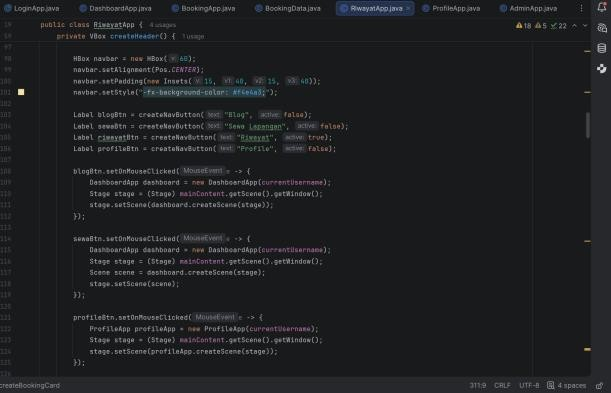 LoginApp.java DashboardApp.java BookingApp.java BookingData.java RiwayatApp.java ProfileApp.java AdminApp.java
19 public class RiwayatApp { 4 usages 18 5 22
59 private VBox createHeader() { 1 usage
97
98 HBox navbar = new HBox( v: 60);
99 navbar.setAlignment(Pos.CENTER);
100 navbar.setPadding(new Insets( v: 15, v1: 40, v2: 15, v3: 40));
101 navbar.setStyle("-fx-background-color: #f4e4a3;");
102
103 Label blogBtn = createNavButton( text: "Blog", active: false);
104 Label sewaBtn = createNavButton( text: "Sewa Lapangan", active: false);
105 Label riwayatBtn = createNavButton( text: "Riwayat", active: true);
106 Label profileBtn = createNavButton( text: "Profile", active: false);
107
108 blogBtn.setOnMouseClicked( MouseEvent e -> {
109 DashboardApp dashboard = new DashboardApp(currentUsername);
110 Stage stage = (Stage) mainContent.getScene().getWindow();
111 stage.setScene(dashboard.createScene(stage));
112 });
113
114 sewaBtn.setOnMouseClicked( MouseEvent e -> {
115 DashboardApp dashboard = new DashboardApp(currentUsername);
116 Stage stage = (Stage) mainContent.getScene().getWindow();
117 Scene scene = dashboard.createScene(stage);
118 stage.setScene(scene);
119 });
120
121 profileBtn.setOnMouseClicked( MouseEvent e -> {
122 ProfileApp profileApp = new ProfileApp(currentUsername);
123 Stage stage = (Stage) mainContent.getScene().getWindow();
124 stage.setScene(profileApp.createScene(stage));
125 });
126
createBookingCard 311:9 CRLF UTF-8 4 spaces